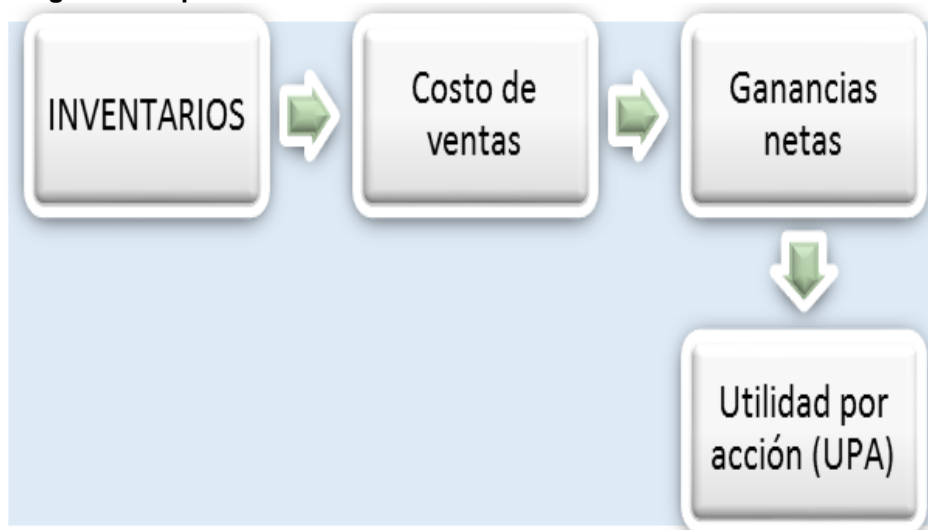 INVENTARIOS
Costo de
ventas
Ganancias
netas
Utilidad por
acción (UPA)